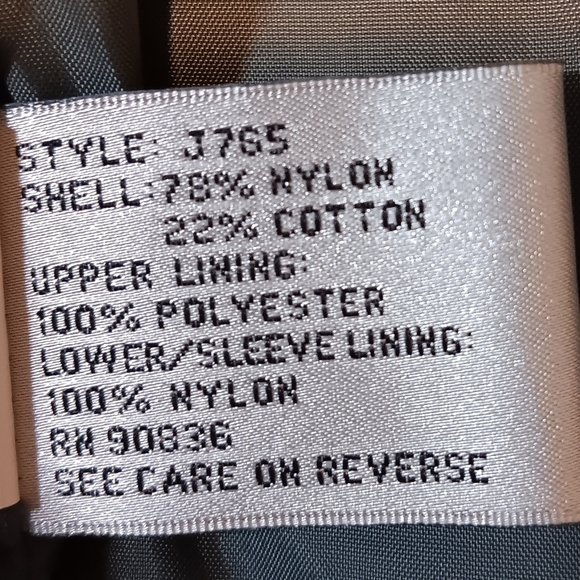 STYLE: J765
SHELL: 78% NYLON
22% COTTON
UPPER LINING:
100% POLYESTER
LOWER/SLEEVE LINING:
100% NYLON
RN 90836
SEE CARE ON REVERSE